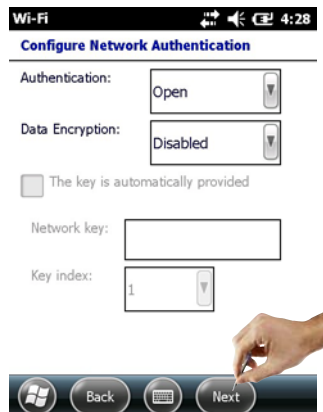 Wi-Fi 4:28
Configure Network Authentication
Authentication: Open
Data Encryption: Disabled
The key is automatically provided
Network key:
Key index: 1
Back Next